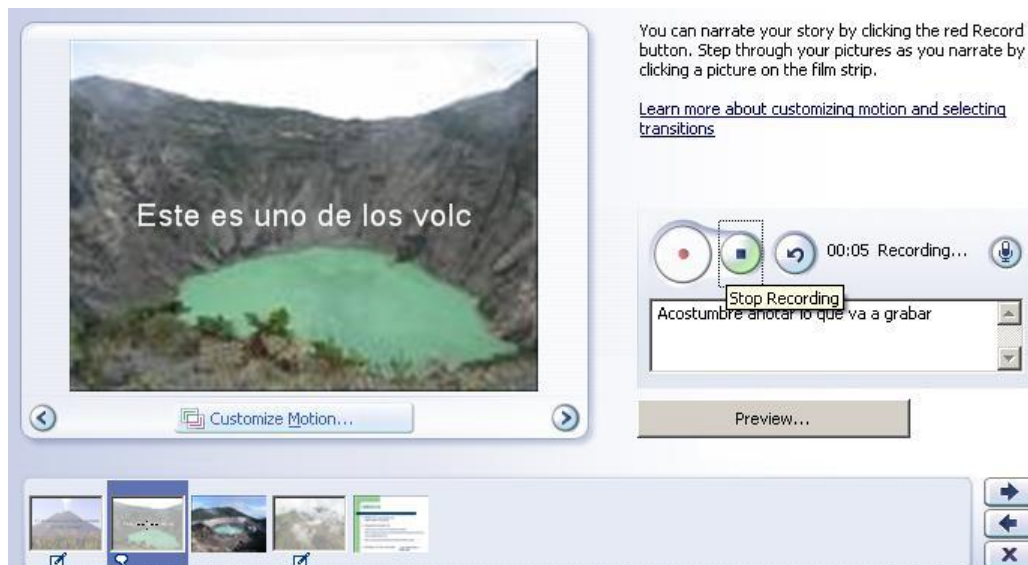 You can narrate your story by clicking the red Record
button. Step through your pictures as you narrate by
clicking a picture on the film strip.
Learn more about customizing motion and selecting
transitions
Este es uno de los volc
00:05 Recording...
Stop Recording
Acostumbre anotar lo que va a grabar
Customize Motion...
Preview...